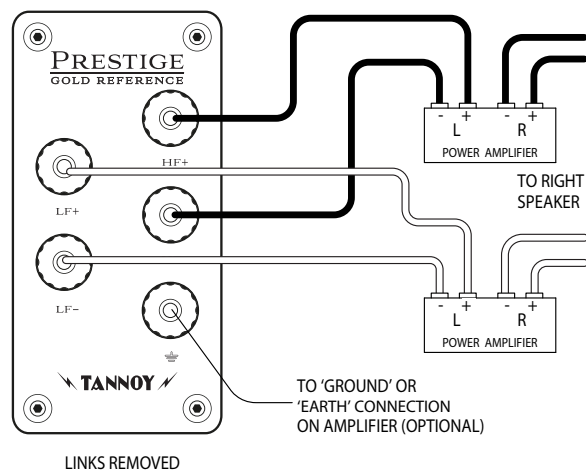 PRESTIGE
GOLD REFERENCE
HF+
LF+
LF-
TANNOY
- +
L
- +
R
POWER AMPLIFIER
TO RIGHT
SPEAKER
- +
L
- +
R
POWER AMPLIFIER
TO 'GROUND' OR
'EARTH' CONNECTION
ON AMPLIFIER (OPTIONAL)
LINKS REMOVED